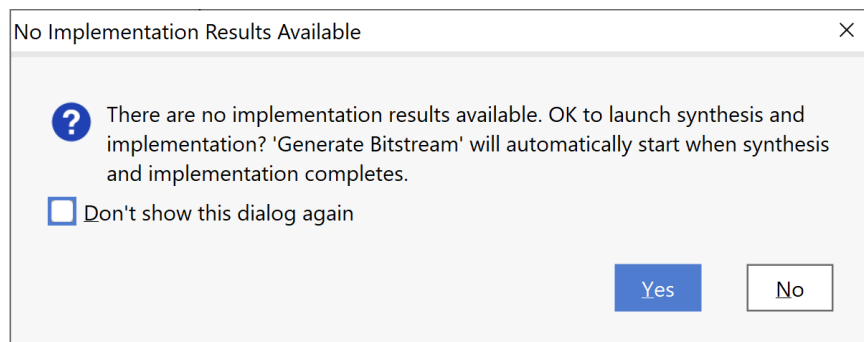 No Implementation Results Available
There are no implementation results available. OK to launch synthesis and
implementation? 'Generate Bitstream' will automatically start when synthesis
and implementation completes.
Don't show this dialog again
Yes No